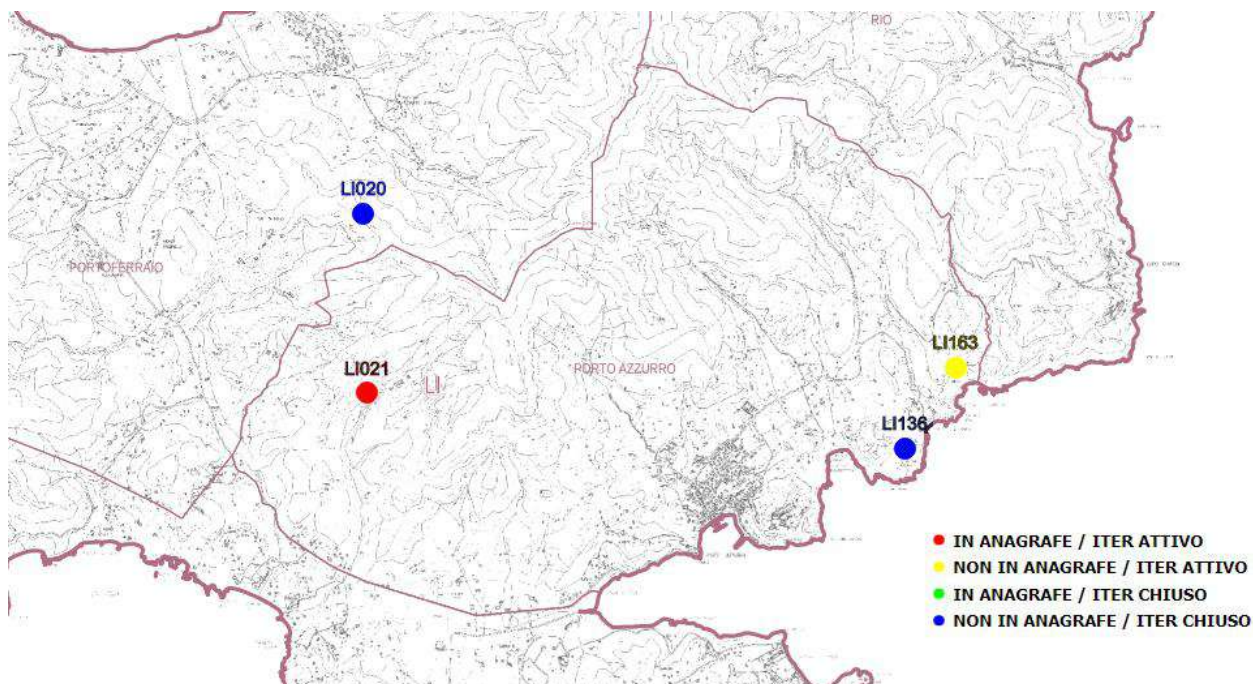 RIO
LI020
PORTOFERRAIO
LI163
LI021
LI
PORTO AZZURRO
LI136
IN ANAGRAFE / ITER ATTIVO
NON IN ANAGRAFE / ITER ATTIVO
IN ANAGRAFE / ITER CHIUSO
NON IN ANAGRAFE / ITER CHIUSO